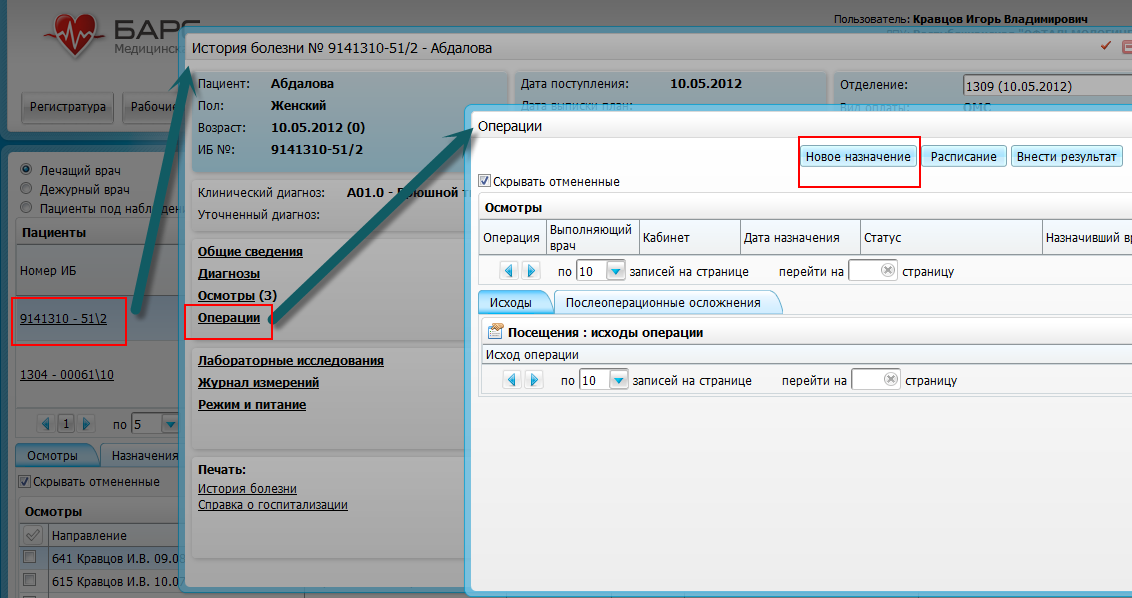 БАРС
Пользователь: Кравцов Игорь Владимирович
Регистратура
Рабочие
Лечащий врач
Дежурный врач
Пациенты под наблюдени
Пациенты
Номер ИБ
9141310 - 51\2
1304 - 00061\10
1
по 5
Осмотры
Назначения
Скрывать отмененные
Осмотры
Направление
641 Кравцов И.В. 09.0
615 Кравцов И.В. 10.0
История болезни № 9141310-51/2 - Абдалова
Пациент: Абдалова
Пол: Женский
Возраст: 10.05.2012 (0)
ИБ №: 9141310-51/2
Дата поступления: 10.05.2012
Дата выписки план:
Отделение: 1309 (10.05.2012)
Вид оплаты: ОМС
Клинический диагноз: A01.0 - Брюшной т
Уточненный диагноз:
Общие сведения
Диагнозы
Осмотры (3)
Операции
Лабораторные исследования
Журнал измерений
Режим и питание
Печать:
История болезни
Справка о госпитализации
Операции
Новое назначение
Расписание
Внести результат
Скрывать отмененные
Осмотры
Операция
Выполняющий врач
Кабинет
Дата назначения
Статус
Назначивший вр
по 10 записей на странице перейти на страницу
Исходы
Послеоперационные осложнения
Посещения : исходы операции
Исход операции
по 10 записей на странице перейти на страницу